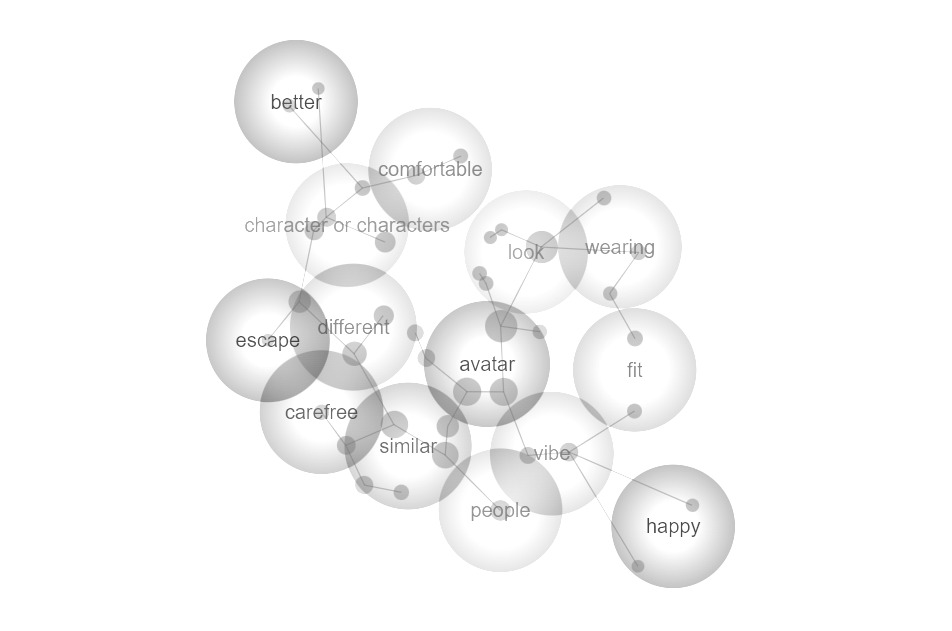 better
comfortable
character or characters
look
wearing
different
escape
avatar
fit
carefree
similar
vibe
people
happy